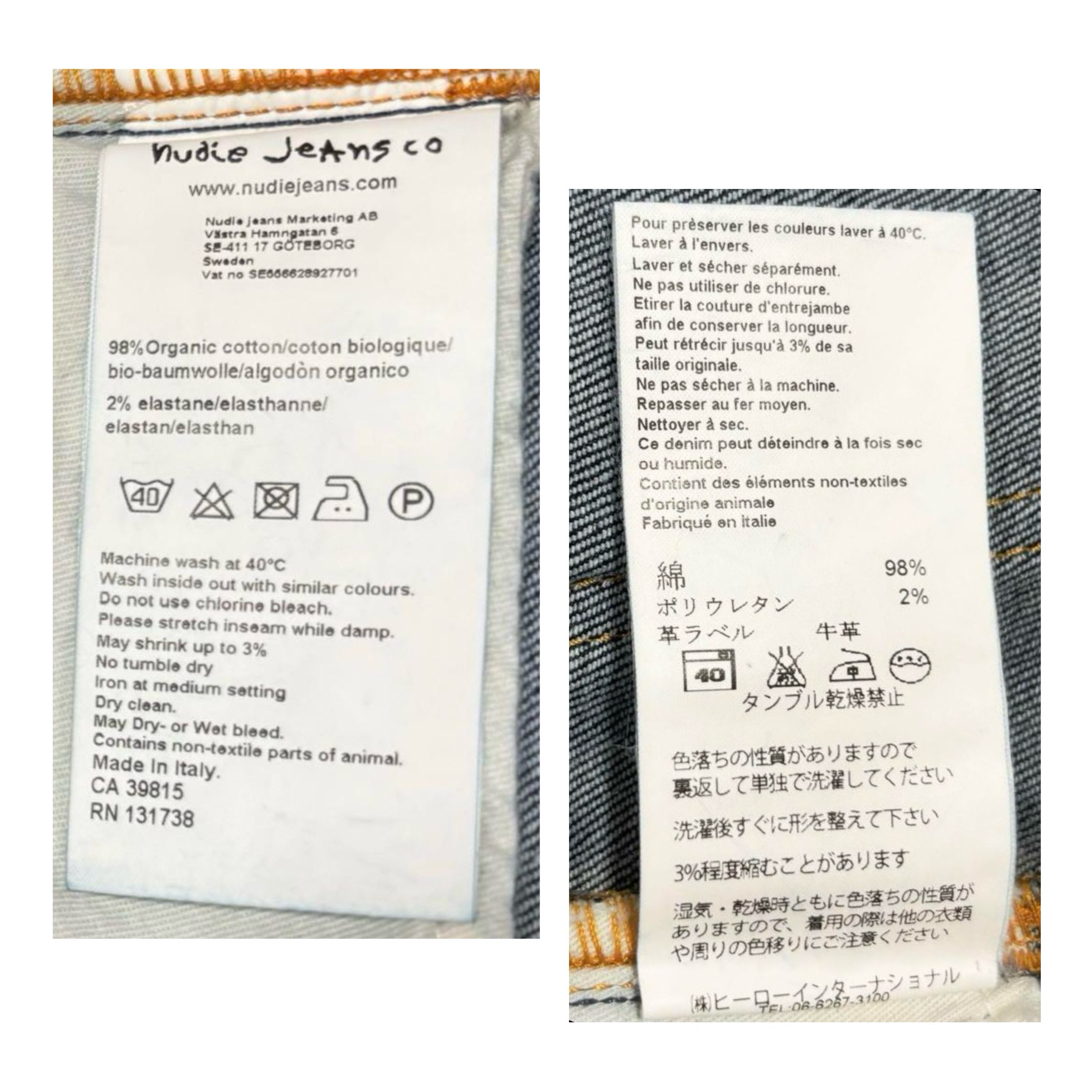 nudie JeAns co
www.nudiejeans.com
Nudie Jeans Marketing AB
Västra Hamngatan 6
SE-411 17 GÖTEBORG
Sweden
Vat no SE556628927701
98%Organic cotton/coton biologique/
bio-baumwolle/algodòn organico
2% elastane/elasthanne/
elastan/elasthan
40
P
Machine wash at 40°C
Wash inside out with similar colours.
Do not use chlorine bleach.
Please stretch inseam while damp.
May shrink up to 3%
No tumble dry
Iron at medium setting
Dry clean.
May Dry- or Wet bleed.
Contains non-textile parts of animal.
Made In Italy.
CA 39815
RN 131738
Pour prèserver les couleurs laver à 40°C.
Laver à l'envers.
Laver et sécher séparément.
Ne pas utiliser de chlorure.
Etirer la couture d'entrejambe
afin de conserver la longueur.
Peut rétrécir jusqu'à 3% de sa
taille originale.
Ne pas sécher à la machine.
Repasser au fer moyen.
Nettoyer à sec.
Ce denim peut déteindre à la fois sec
ou humide.
Contient des éléments non-textiles
d'origine animale
Fabriqué en Italie
綿 98%
ポリウレタン 2%
革ラベル 牛革
40 中
タンブル乾燥禁止
色落ちの性質がありますので
裏返して単独で洗濯してください
洗濯後すぐに形を整えて下さい
3%程度縮むことがあります
湿気・乾燥時ともに色落ちの性質が
ありますので、着用の際は他の衣類
や周りの色移りにご注意ください
(株)ヒーローインターナショナル
TEL:06-6267-3100